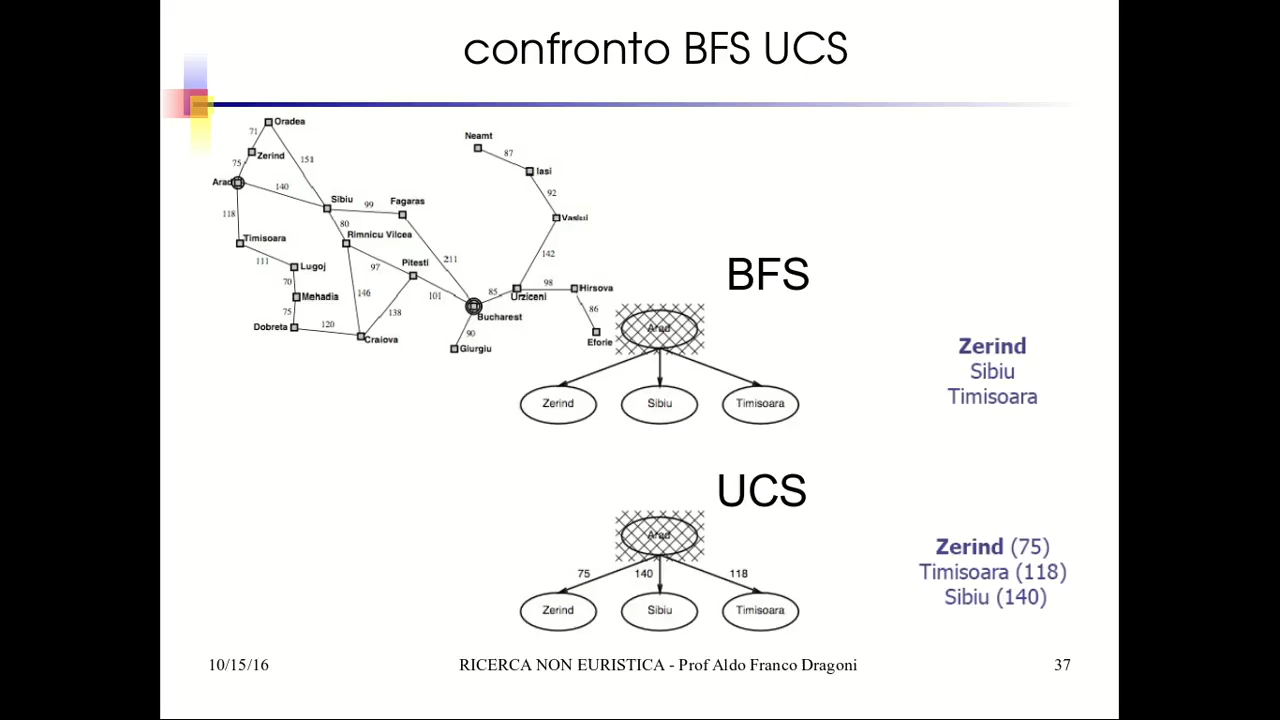 confronto BFS UCS
Oradea
Neamt
71
87
Zerind
151
75
Iasi
Arad
140
92
Sibiu
99
Fagaras
118
80
Vaslui
Timisoara
Rimnicu Vilcea
142
111
Lugoj
97
Pitesti
211
BFS
70
146
101
85
98
Hirsova
Mehadia
Urziceni
75
138
86
Bucharest
Dobreta
120
90
Craiova
Giurgiu
Eforie
Arad
Zerind
Sibiu
Timisoara
Zerind
Sibiu
Timisoara
UCS
Arad
75
140
118
Zerind
Sibiu
Timisoara
Zerind (75)
Timisoara (118)
Sibiu (140)
10/15/16
RICERCA NON EURISTICA - Prof Aldo Franco Dragoni
37